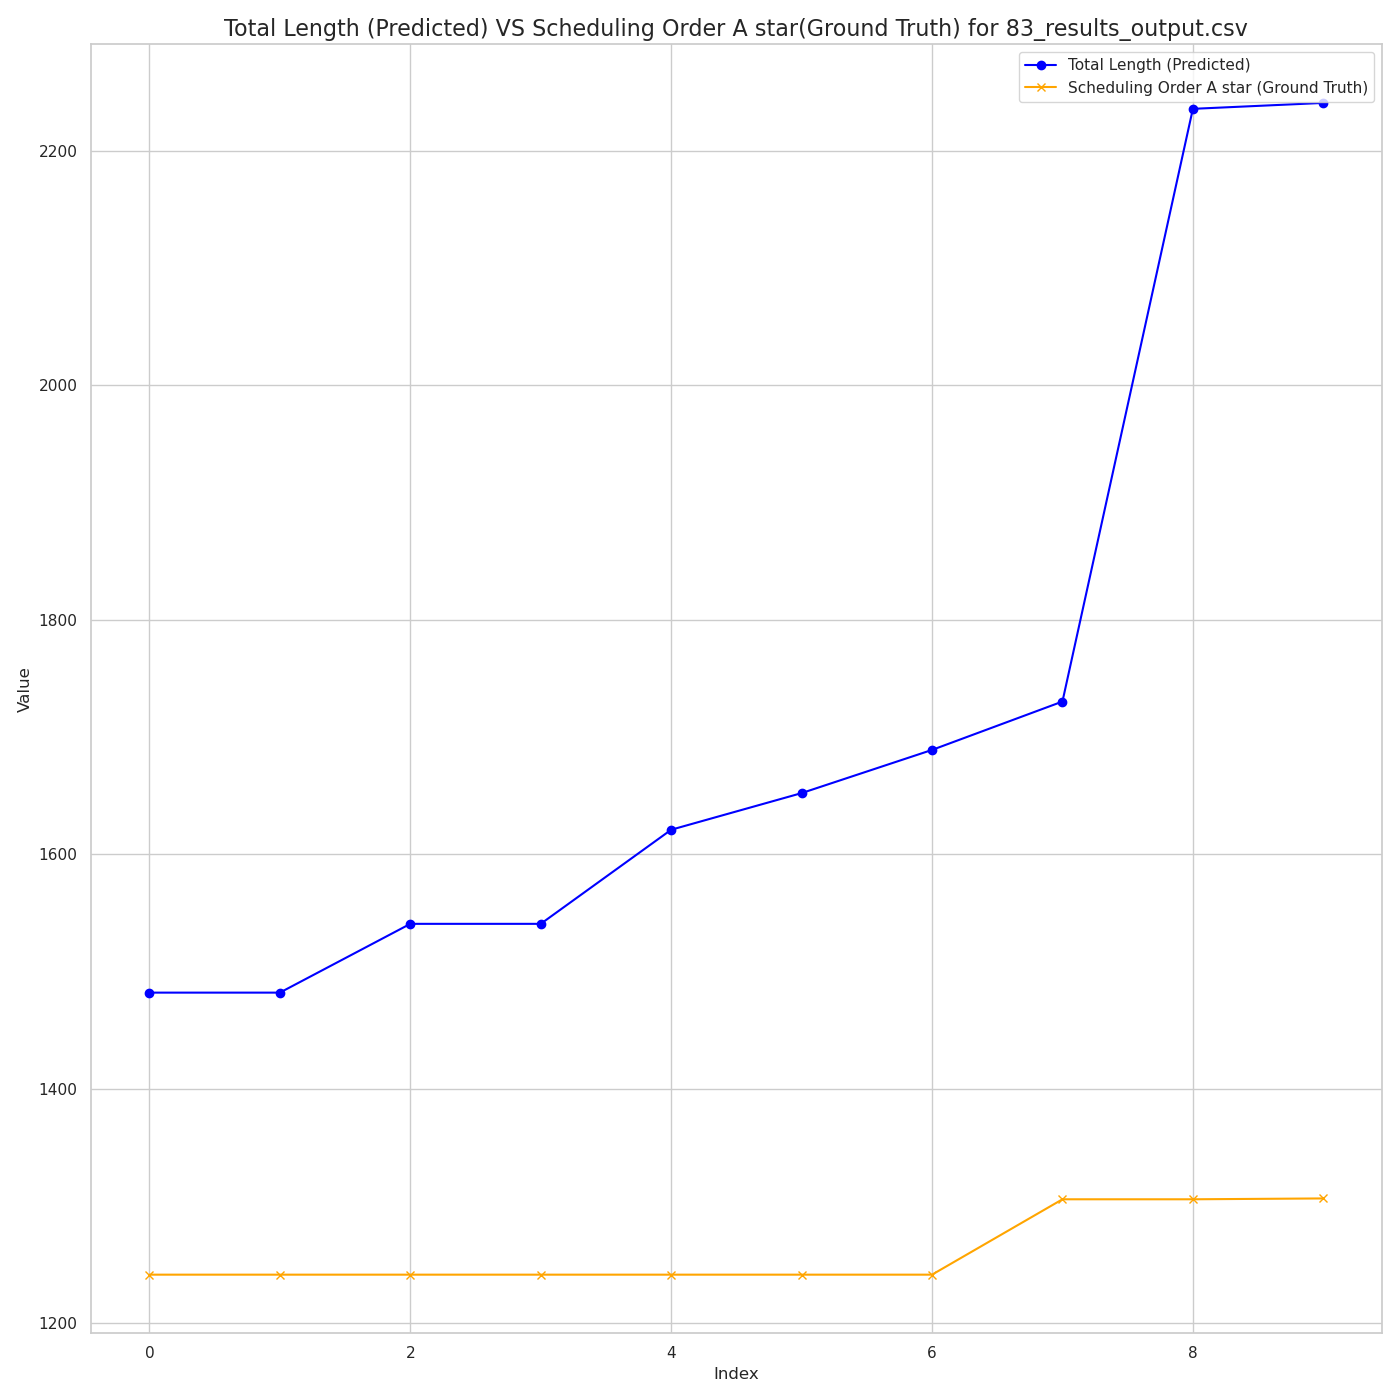 Total Length (Predicted) VS Scheduling Order A star(Ground Truth) for 83_results_output.csv
Total Length (Predicted)
Scheduling Order A star (Ground Truth)
2200
2000
1800
1600
1400
1200
Value
0 2 4 6 8
Index